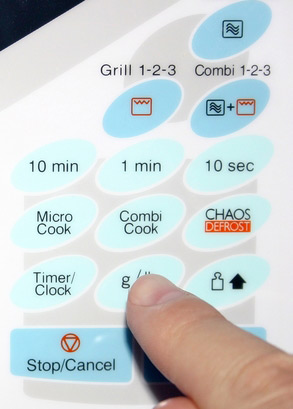 Grill 1-2-3 Combi 1-2-3
+
10 min 1 min 10 sec
Micro Combi CHAOS
Cook Cook DEFROST
Timer/
Clock g
Stop/Cancel